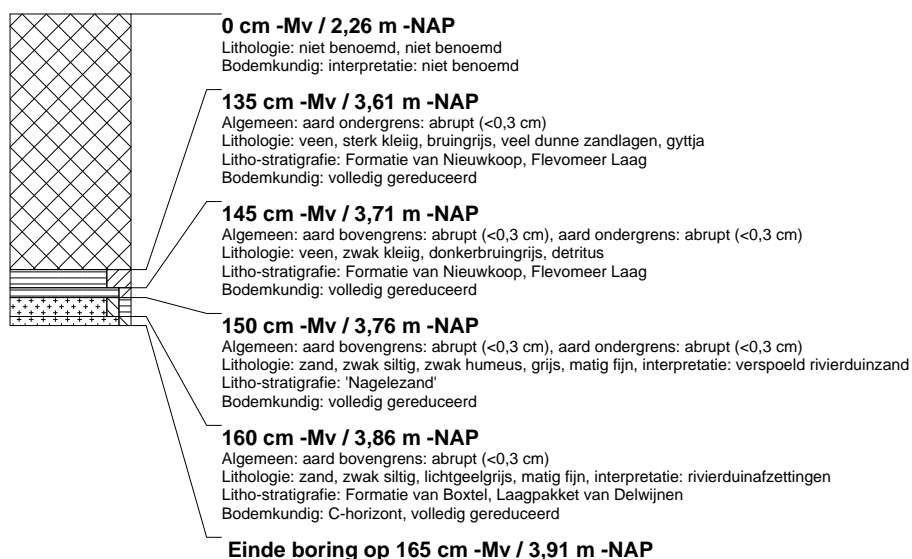 0 cm -Mv / 2,26 m -NAP
Lithologie: niet benoemd, niet benoemd
Bodemkundig: interpretatie: niet benoemd
135 cm -Mv / 3,61 m -NAP
Algemeen: aard ondergrens: abrupt (<0,3 cm)
Lithologie: veen, sterk kleiig, bruingrijs, veel dunne zandlagen, gyttja
Litho-stratigrafie: Formatie van Nieuwkoop, Flevomeer Laag
Bodemkundig: volledig gereduceerd
145 cm -Mv / 3,71 m -NAP
Algemeen: aard bovengrens: abrupt (<0,3 cm), aard ondergrens: abrupt (<0,3 cm)
Lithologie: veen, zwak kleiig, donkerbruingrijs, detritus
Litho-stratigrafie: Formatie van Nieuwkoop, Flevomeer Laag
Bodemkundig: volledig gereduceerd
150 cm -Mv / 3,76 m -NAP
Algemeen: aard bovengrens: abrupt (<0,3 cm), aard ondergrens: abrupt (<0,3 cm)
Lithologie: zand, zwak siltig, zwak humeus, grijs, matig fijn, interpretatie: verspoeld rivierduinzand
Litho-stratigrafie: 'Nagelezand'
Bodemkundig: volledig gereduceerd
160 cm -Mv / 3,86 m -NAP
Algemeen: aard bovengrens: abrupt (<0,3 cm)
Lithologie: zand, zwak siltig, lichtgeelgrijs, matig fijn, interpretatie: rivierduinafzettingen
Litho-stratigrafie: Formatie van Boxtel, Laagpakket van Delwijnen
Bodemkundig: C-horizont, volledig gereduceerd
Einde boring op 165 cm -Mv / 3,91 m -NAP